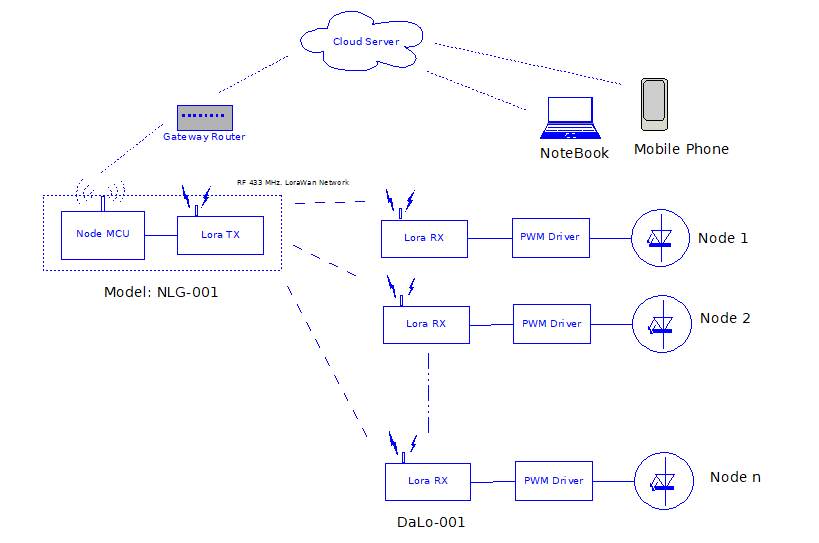 Cloud Server
Gateway Router
NoteBook
Mobile Phone
RF 433 MHz. LoraWan Network
Node MCU
Lora TX
Model: NLG-001
Lora RX
PWM Driver
Node 1
Lora RX
PWM Driver
Node 2
Lora RX
PWM Driver
Node n
DaLo-001